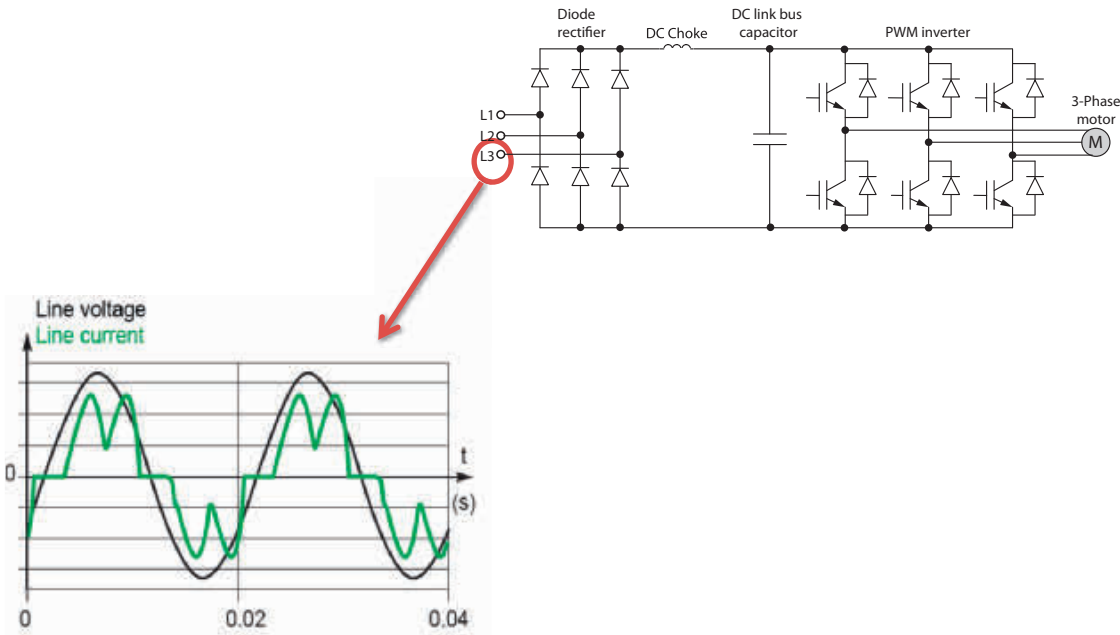 Diode
rectifier
DC Choke
DC link bus
capacitor
PWM inverter
L1
L2
L3
3-Phase
motor
M
Line voltage
Line current
0
t
(s)
0
0.02
0.04